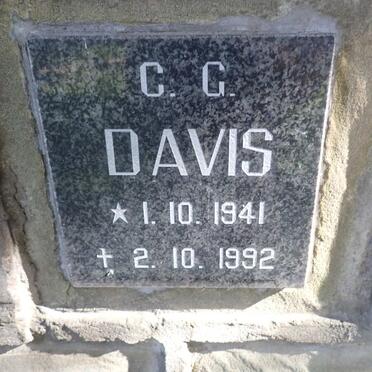 C. G.
DAVIS
★ 1. 10. 1941
✝ 2. 10. 1992